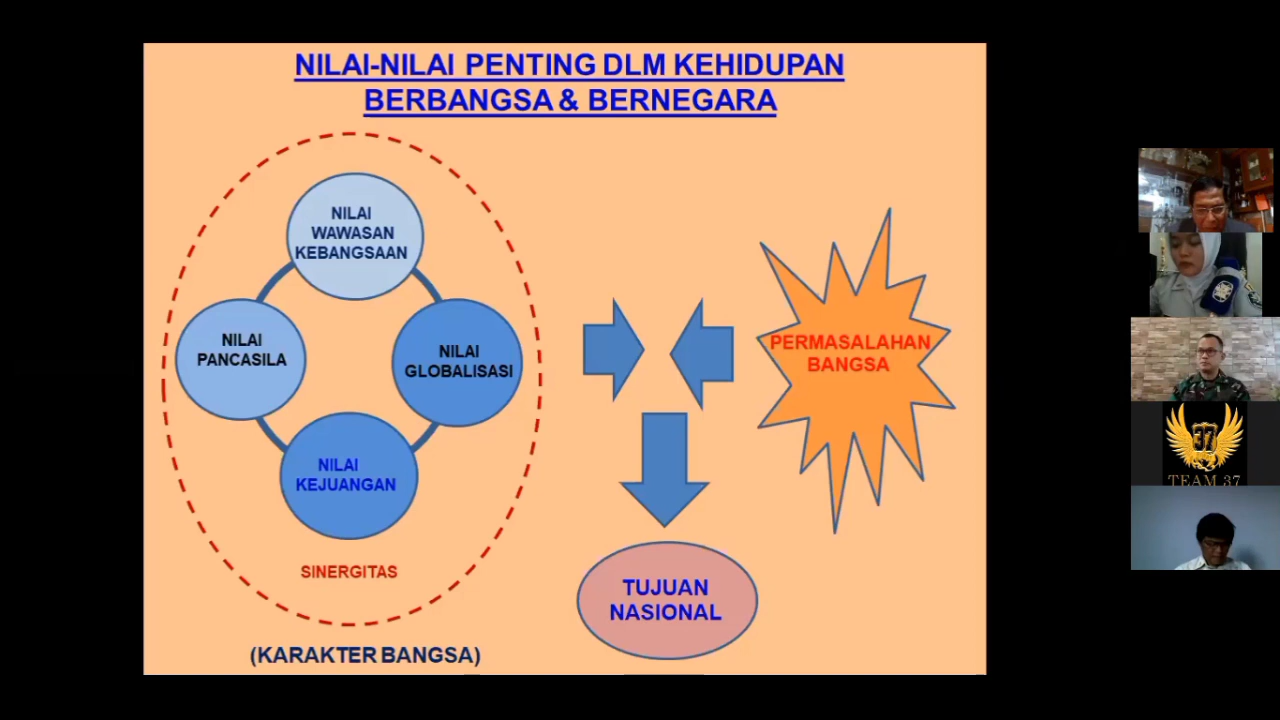 NILAI-NILAI PENTING DLM KEHIDUPAN
BERBANGSA & BERNEGARA
NILAI
WAWASAN
KEBANGSAAN
NILAI
PANCASILA
NILAI
GLOBALISASI
NILAI
KEJUANGAN
SINERGITAS
(KARAKTER BANGSA)
PERMASALAHAN
BANGSA
TUJUAN
NASIONAL
37
TEAM 37